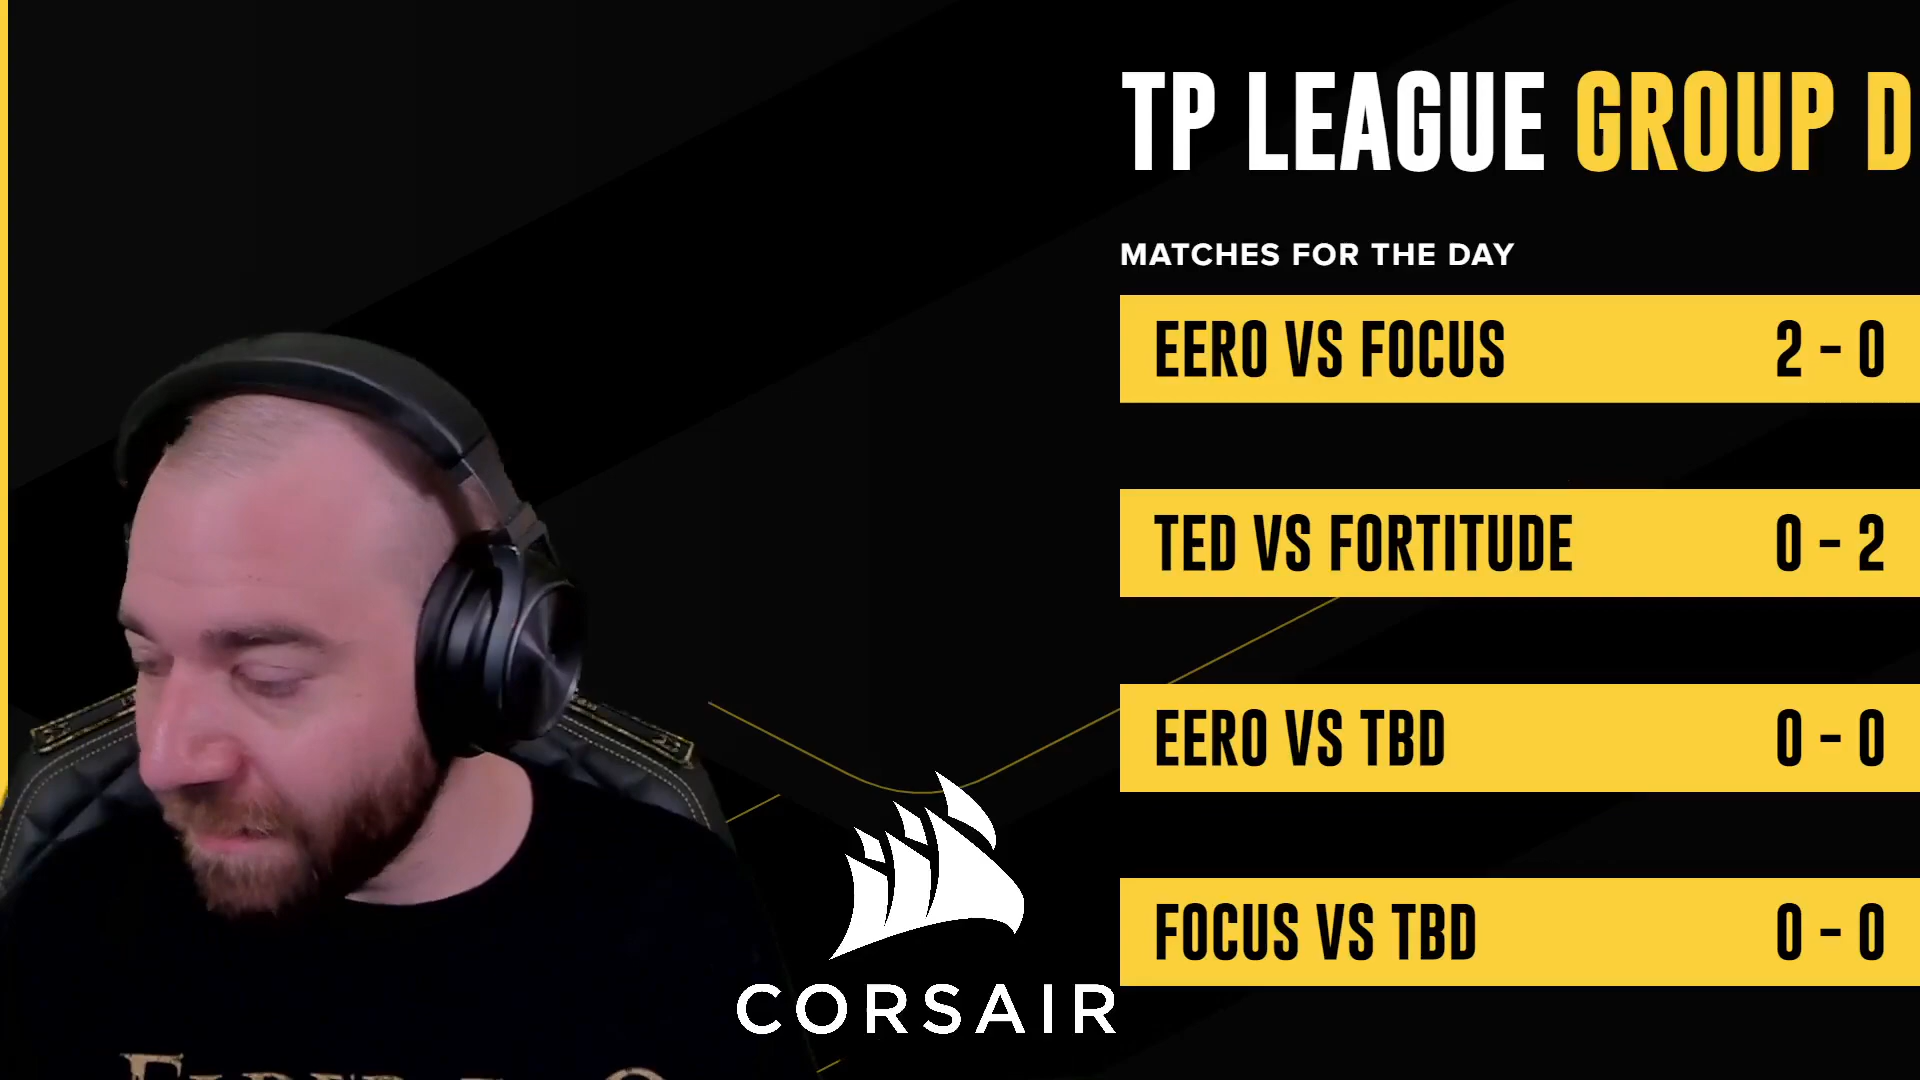 TP LEAGUE GROUP D
MATCHES FOR THE DAY
EERO VS FOCUS 2 - 0
TED VS FORTITUDE 0 - 2
EERO VS TBD 0 - 0
FOCUS VS TBD 0 - 0
CORSAIR